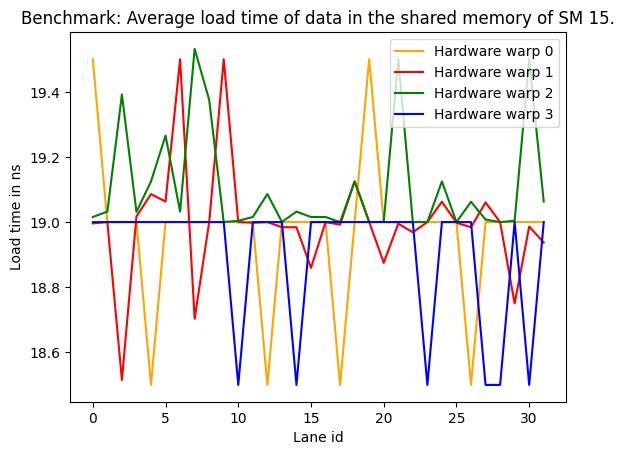 Benchmark: Average load time of data in the shared memory of SM 15.
Hardware warp 0
Hardware warp 1
Hardware warp 2
Hardware warp 3
Load time in ns
19.4
19.2
19.0
18.8
18.6
0 5 10 15 20 25 30
Lane id